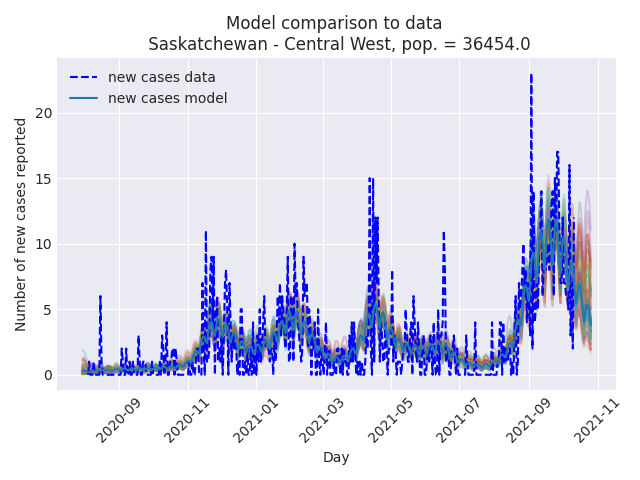 Model comparison to data
Saskatchewan - Central West, pop. = 36454.0
new cases data
new cases model
Number of new cases reported
20
15
10
5
0
2020-09
2020-11
2021-01
2021-03
2021-05
2021-07
2021-09
2021-11
Day